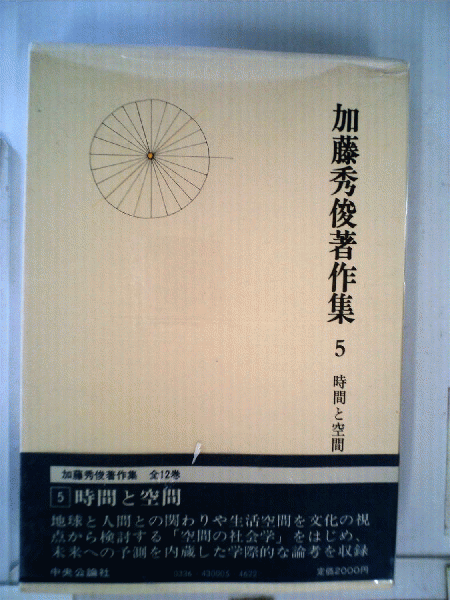 加藤秀俊著作集
5
時間と空間
加藤秀俊著作集 全12巻
5 時間と空間
地球と人間との関わりや生活空間を文化の視
点から検討する「空間の社会学」をはじめ、
未来への予測を内蔵した学際的な論考を収録
中央公論社
定価2000円